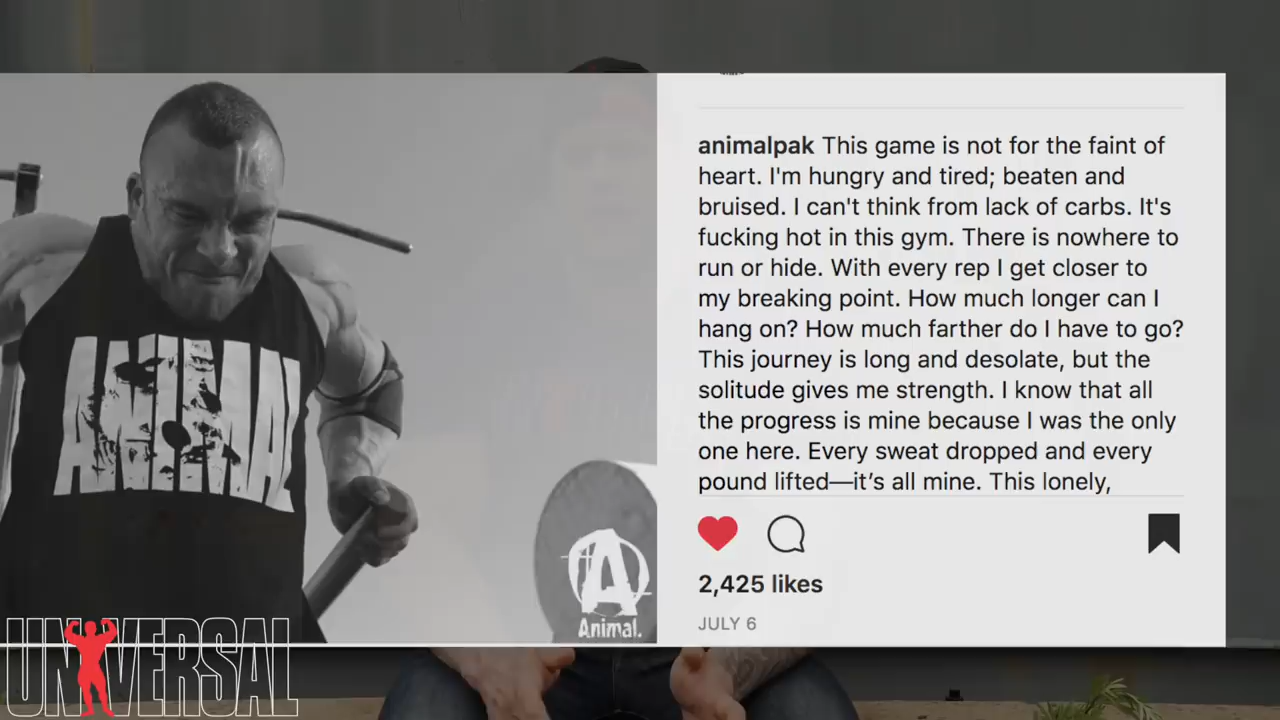 animalpak This game is not for the faint of
heart. I'm hungry and tired; beaten and
bruised. I can't think from lack of carbs. It's
fucking hot in this gym. There is nowhere to
run or hide. With every rep I get closer to
my breaking point. How much longer can I
hang on? How much farther do I have to go?
This journey is long and desolate, but the
solitude gives me strength. I know that all
the progress is mine because I was the only
one here. Every sweat dropped and every
pound lifted—it’s all mine. This lonely,
2,425 likes
JULY 6
ANIMAL
A
Animal.
UNIVERSAL